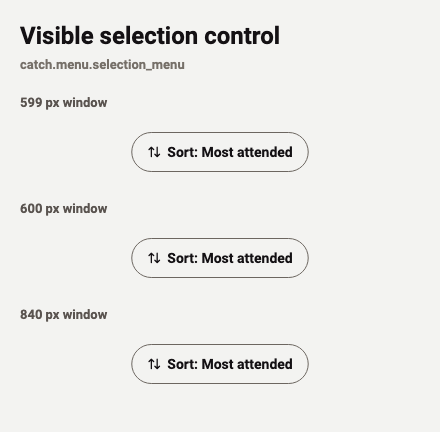 Visible selection control
catch.menu.selection_menu
599 px window
Sort: Most attended
600 px window
Sort: Most attended
840 px window
Sort: Most attended